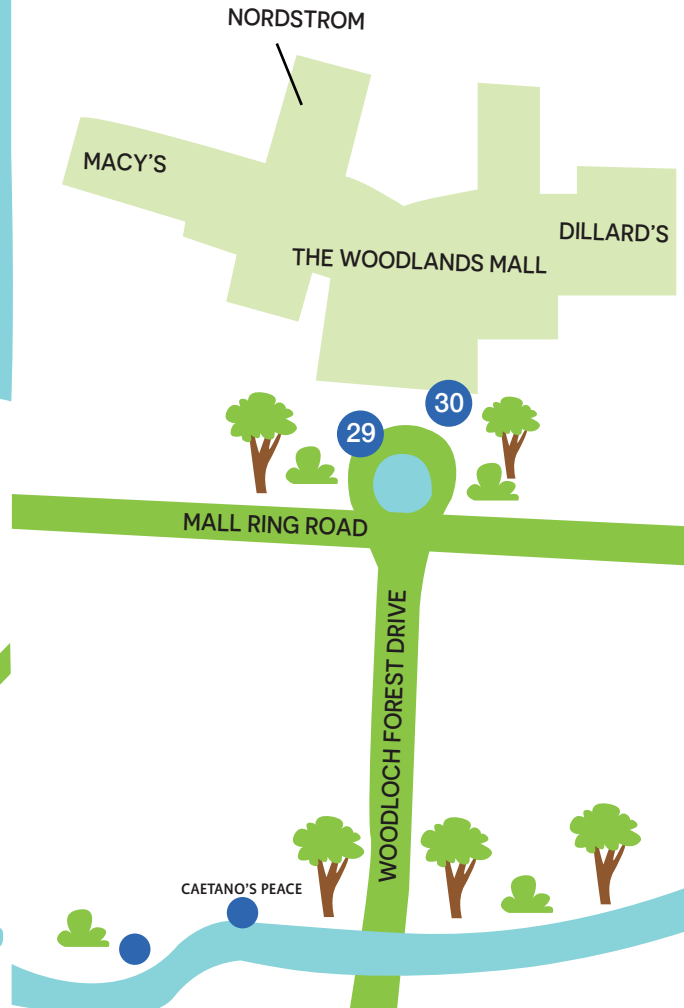 NORDSTROM
MACY'S
DILLARD'S
THE WOODLANDS MALL
30
29
MALL RING ROAD
WOODLOCH FOREST DRIVE
CAETANO'S PEACE